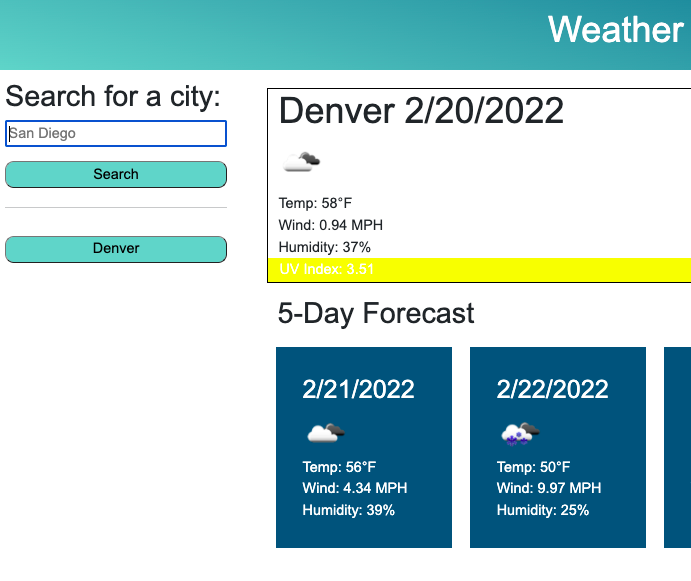 Weather
Search for a city:
San Diego
Search
Denver
Denver 2/20/2022
Temp: 58°F
Wind: 0.94 MPH
Humidity: 37%
UV Index: 3.51
5-Day Forecast
2/21/2022
Temp: 56°F
Wind: 4.34 MPH
Humidity: 39%
2/22/2022
Temp: 50°F
Wind: 9.97 MPH
Humidity: 25%